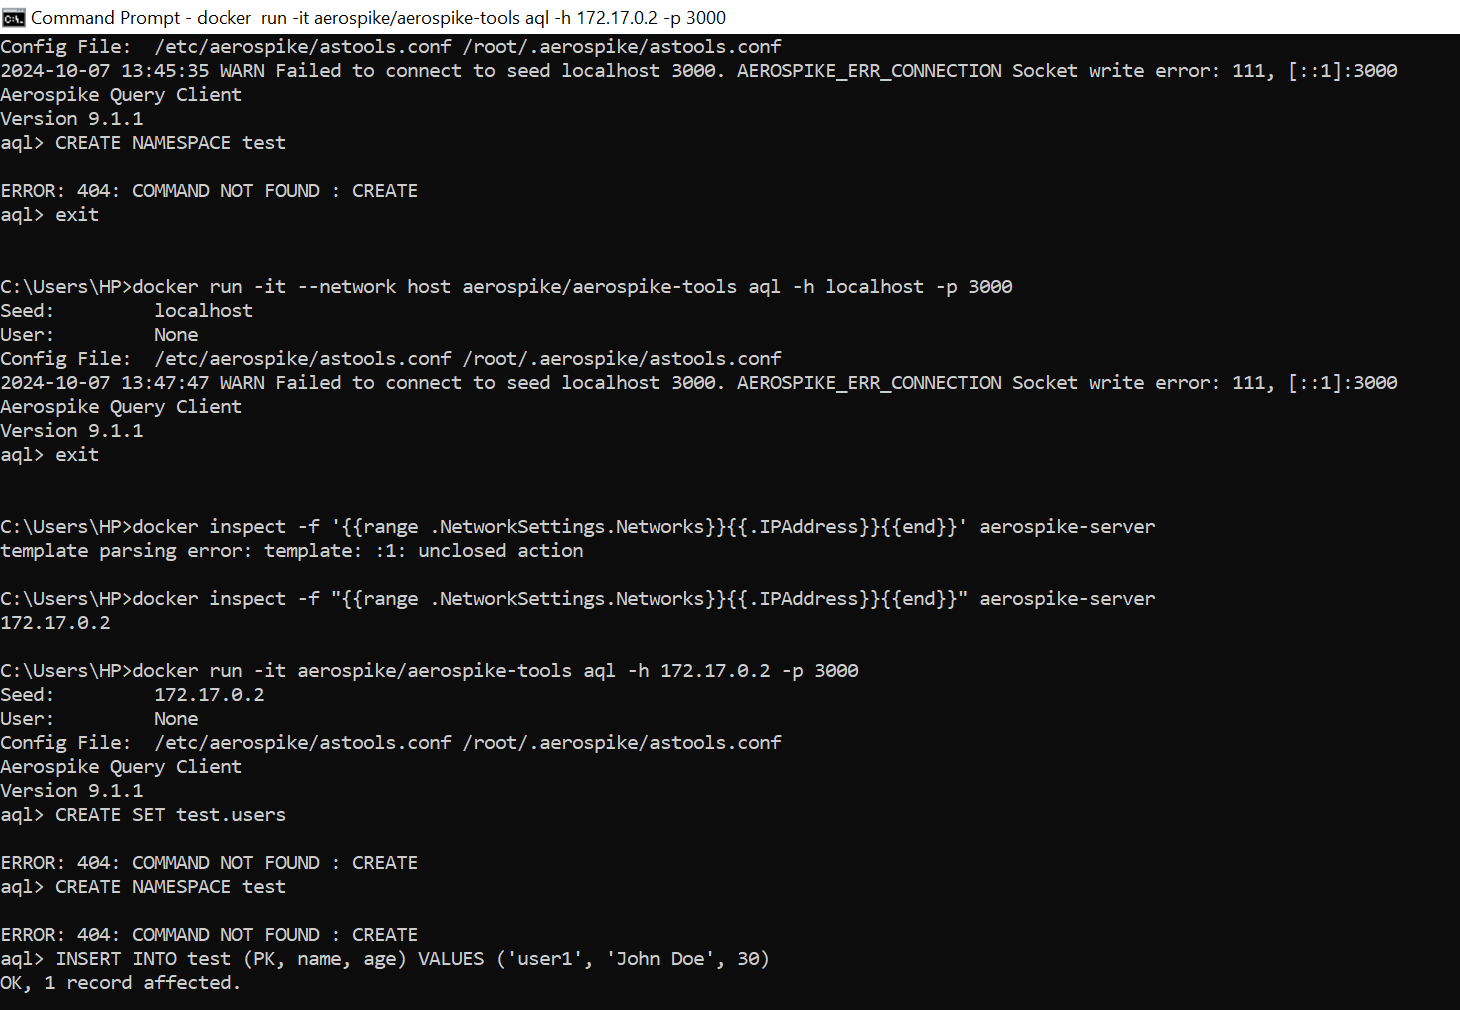 Command Prompt - docker  run -it aerospike/aerospike-tools aql -h 172.17.0.2 -p 3000
Config File:  /etc/aerospike/astools.conf /root/.aerospike/astools.conf
2024-10-07 13:45:35 WARN Failed to connect to seed localhost 3000. AEROSPIKE_ERR_CONNECTION Socket write error: 111, [::1]:3000
Aerospike Query Client
Version 9.1.1
aql> CREATE NAMESPACE test
ERROR: 404: COMMAND NOT FOUND : CREATE
aql> exit
C:\Users\HP>docker run -it --network host aerospike/aerospike-tools aql -h localhost -p 3000
Seed:         localhost
User:         None
Config File:  /etc/aerospike/astools.conf /root/.aerospike/astools.conf
2024-10-07 13:47:47 WARN Failed to connect to seed localhost 3000. AEROSPIKE_ERR_CONNECTION Socket write error: 111, [::1]:3000
Aerospike Query Client
Version 9.1.1
aql> exit
C:\Users\HP>docker inspect -f '{{range .NetworkSettings.Networks}}{{.IPAddress}}{{end}}' aerospike-server
template parsing error: template: :1: unclosed action
C:\Users\HP>docker inspect -f "{{range .NetworkSettings.Networks}}{{.IPAddress}}{{end}}" aerospike-server
172.17.0.2
C:\Users\HP>docker run -it aerospike/aerospike-tools aql -h 172.17.0.2 -p 3000
Seed:         172.17.0.2
User:         None
Config File:  /etc/aerospike/astools.conf /root/.aerospike/astools.conf
Aerospike Query Client
Version 9.1.1
aql> CREATE SET test.users
ERROR: 404: COMMAND NOT FOUND : CREATE
aql> CREATE NAMESPACE test
ERROR: 404: COMMAND NOT FOUND : CREATE
aql> INSERT INTO test (PK, name, age) VALUES ('user1', 'John Doe', 30)
OK, 1 record affected.